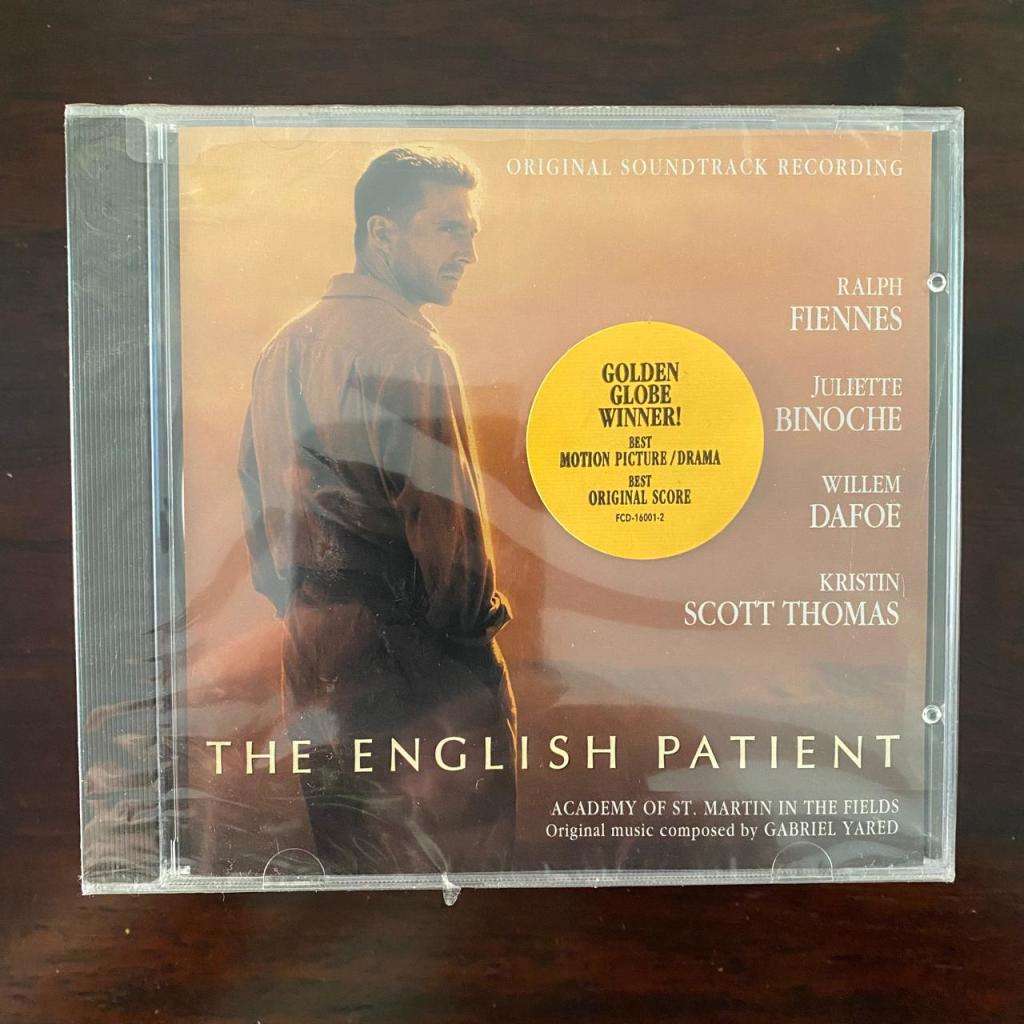 ORIGINAL SOUNDTRACK RECORDING
RALPH
FIENNES
JULIETTE
BINOCHE
WILLEM
DAFOE
KRISTIN
SCOTT THOMAS
GOLDEN
GLOBE
WINNER!
BEST
MOTION PICTURE/DRAMA
BEST
ORIGINAL SCORE
FCD-16001-2
THE ENGLISH PATIENT
ACADEMY OF ST. MARTIN IN THE FIELDS
Original music composed by GABRIEL YARED